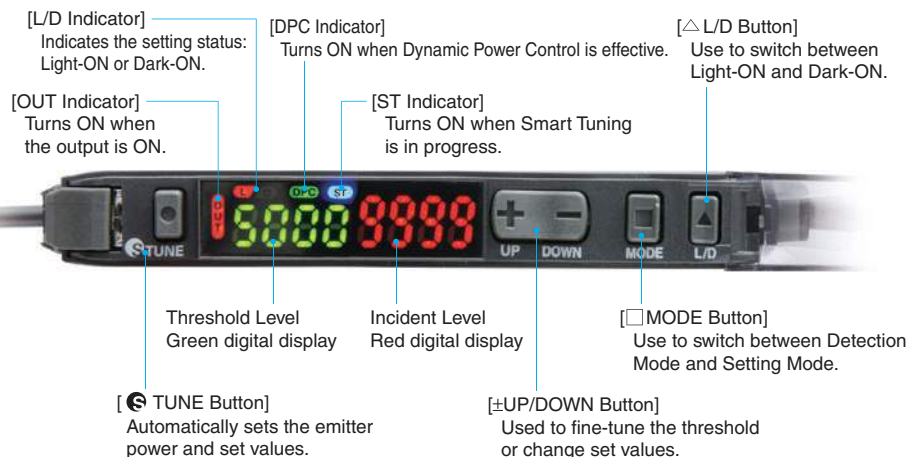 [L/D Indicator]
Indicates the setting status:
Light-ON or Dark-ON.
[DPC Indicator]
Turns ON when Dynamic Power Control is effective.
[△ L/D Button]
Use to switch between
Light-ON and Dark-ON.
[OUT Indicator]
Turns ON when
the output is ON.
[ST Indicator]
Turns ON when Smart Tuning
is in progress.
L
DPC
ST
OUT
5000
9999
S TUNE
UP
DOWN
MODE
L/D
Threshold Level
Green digital display
Incident Level
Red digital display
[□ MODE Button]
Use to switch between Detection
Mode and Setting Mode.
[S TUNE Button]
Automatically sets the emitter
power and set values.
[±UP/DOWN Button]
Used to fine-tune the threshold
or change set values.